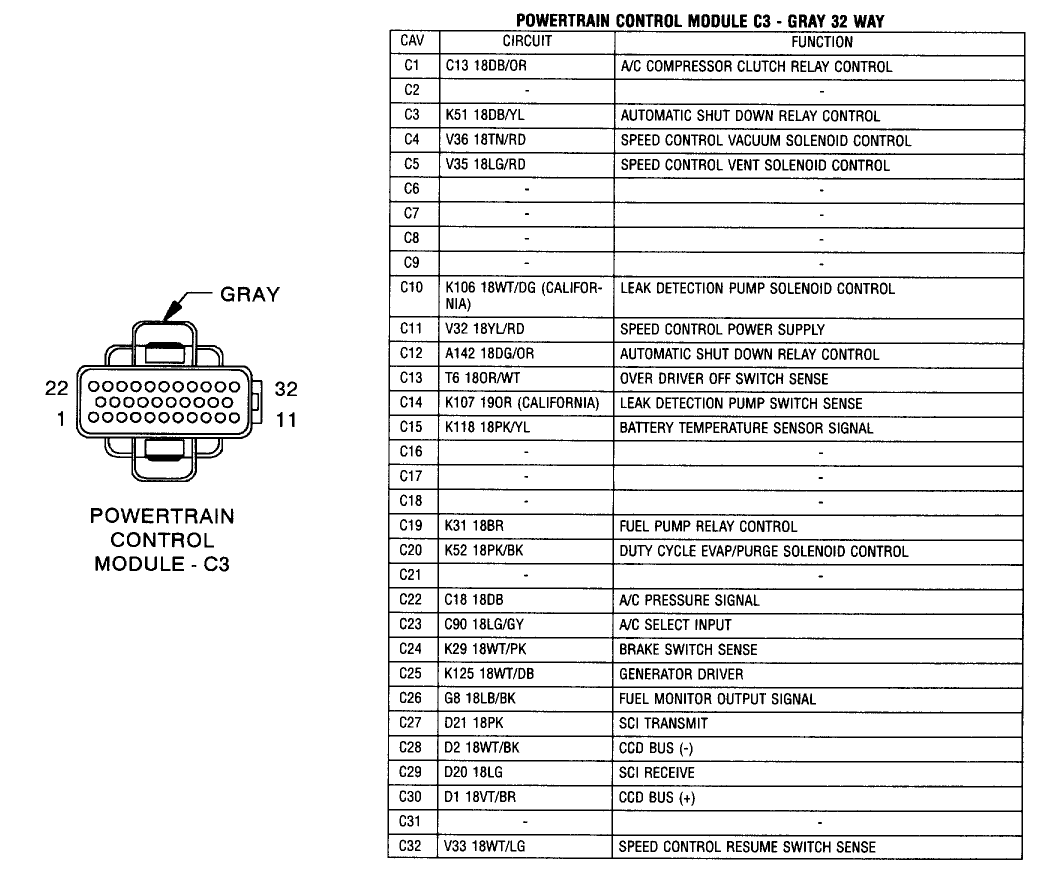 POWERTRAIN CONTROL MODULE C3 - GRAY 32 WAY
CAV CIRCUIT FUNCTION
C1 C13 18DB/OR A/C COMPRESSOR CLUTCH RELAY CONTROL
C2 - -
C3 K51 18DB/YL AUTOMATIC SHUT DOWN RELAY CONTROL
C4 V36 18TN/RD SPEED CONTROL VACUUM SOLENOID CONTROL
C5 V35 18LG/RD SPEED CONTROL VENT SOLENOID CONTROL
C6 - -
C7 - -
C8 - -
C9 - -
C10 K106 18WT/DG (CALIFOR- LEAK DETECTION PUMP SOLENOID CONTROL
NIA)
C11 V32 18YL/RD SPEED CONTROL POWER SUPPLY
C12 A142 18DG/OR AUTOMATIC SHUT DOWN RELAY CONTROL
C13 T6 18OR/WT OVER DRIVER OFF SWITCH SENSE
C14 K107 19OR (CALIFORNIA) LEAK DETECTION PUMP SWITCH SENSE
C15 K118 18PK/YL BATTERY TEMPERATURE SENSOR SIGNAL
C16 - -
C17 - -
C18 - -
C19 K31 18BR FUEL PUMP RELAY CONTROL
C20 K52 18PK/BK DUTY CYCLE EVAP/PURGE SOLENOID CONTROL
C21 - -
C22 C18 18DB A/C PRESSURE SIGNAL
C23 C90 18LG/GY A/C SELECT INPUT
C24 K29 18WT/PK BRAKE SWITCH SENSE
C25 K125 18WT/DB GENERATOR DRIVER
C26 G8 18LB/BK FUEL MONITOR OUTPUT SIGNAL
C27 D21 18PK SCI TRANSMIT
C28 D2 18WT/BK CCD BUS (-)
C29 D20 18LG SCI RECEIVE
C30 D1 18VT/BR CCD BUS (+)
C31 - -
C32 V33 18WT/LG SPEED CONTROL RESUME SWITCH SENSE
GRAY
22 32
1 11
POWERTRAIN
CONTROL
MODULE - C3